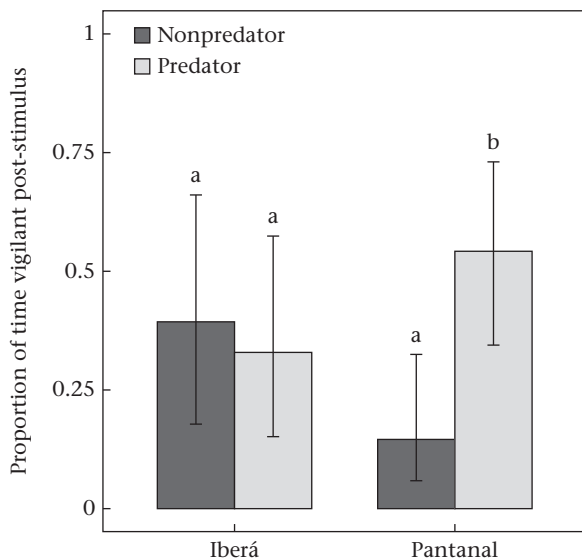 Proportion of time vigilant post-stimulus
1
0.75
0.5
0.25
0
Nonpredator
Predator
a
a
a
b
Iberá
Pantanal